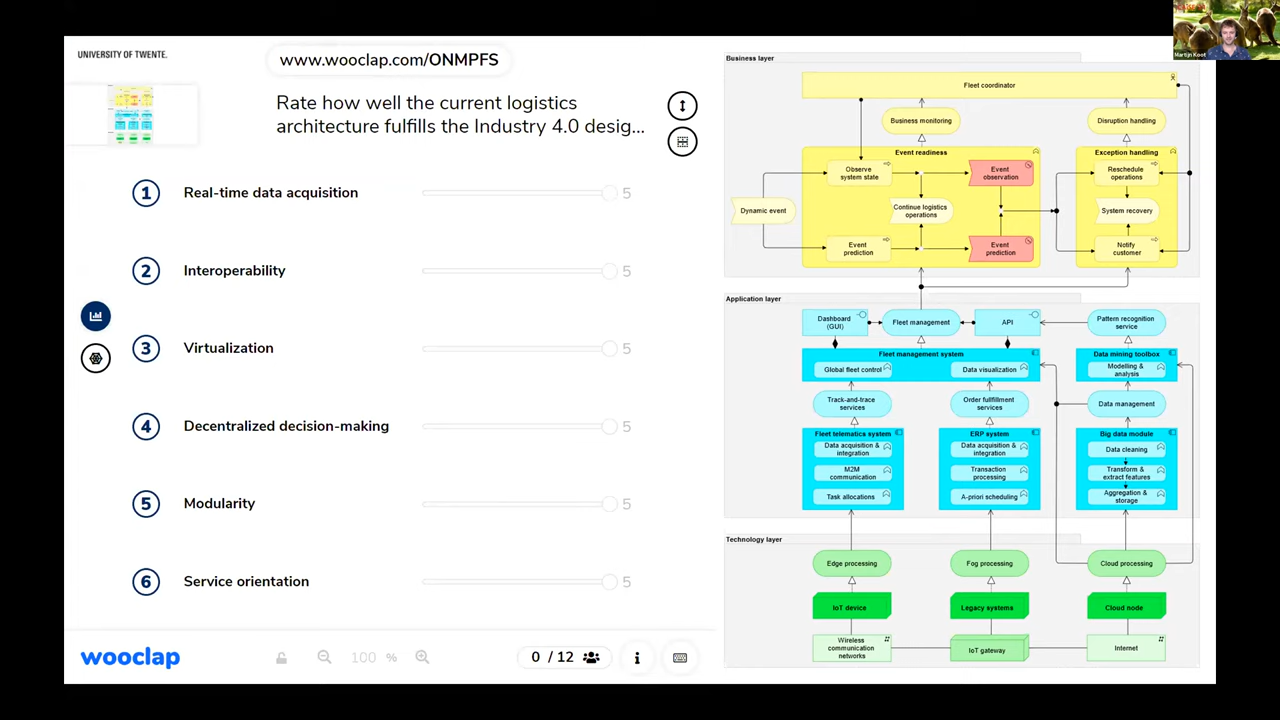 UNIVERSITY OF TWENTE.
www.wooclap.com/ONMPFS
Rate how well the current logistics
architecture fulfills the Industry 4.0 desig...
1
Real-time data acquisition
5
2
Interoperability
5
3
Virtualization
5
4
Decentralized decision-making
5
5
Modularity
5
6
Service orientation
5
wooclap
100 %
0 / 12
Business layer
Fleet coordinator
Business monitoring
Disruption handling
Event readiness
Exception handling
Observe
system state
Event
observation
Reschedule
operations
Dynamic event
Continue logistics
operations
System recovery
Event
prediction
Event
prediction
Notify
customer
Application layer
Dashboard
(GUI)
Fleet management
API
Pattern recognition
service
Fleet management system
Data mining toolbox
Global fleet control
Data visualization
Modelling &
analysis
Track-and-trace
services
Order fullfillment
services
Data management
Fleet telematics system
ERP system
Big data module
Data acquisition &
integration
Data acquisition &
integration
Data cleaning
M2M
communication
Transaction
processing
Transform &
extract features
Task allocations
A-priori scheduling
Aggregation &
storage
Technology layer
Edge processing
Fog processing
Cloud processing
IoT device
Legacy systems
Cloud node
Wireless
communication
networks
IoT gateway
Internet
Martijn Koot